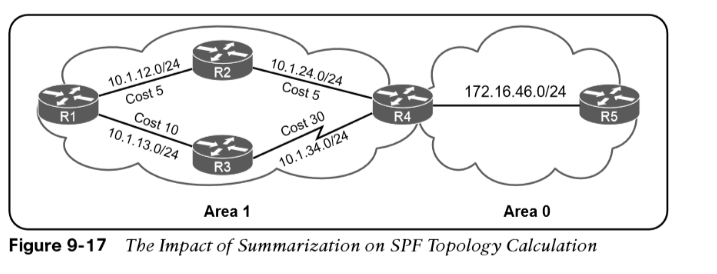 10.1.12.0/24
Cost 5
R2
10.1.24.0/24
Cost 5
R1
R4
172.16.46.0/24
R5
Cost 10
10.1.13.0/24
R3
Cost 30
10.1.34.0/24
Area 1
Area 0
Figure 9-17 The Impact of Summarization on SPF Topology Calculation